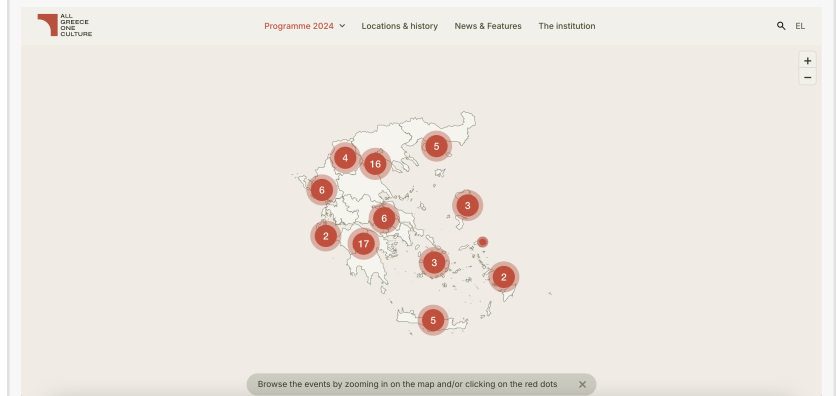 ALL
GREECE
ONE
CULTURE
Programme 2024
Locations & history
News & Features
The institution
EL
+
−
5
4
16
6
3
6
2
17
3
2
5
Browse the events by zooming in on the map and/or clicking on the red dots